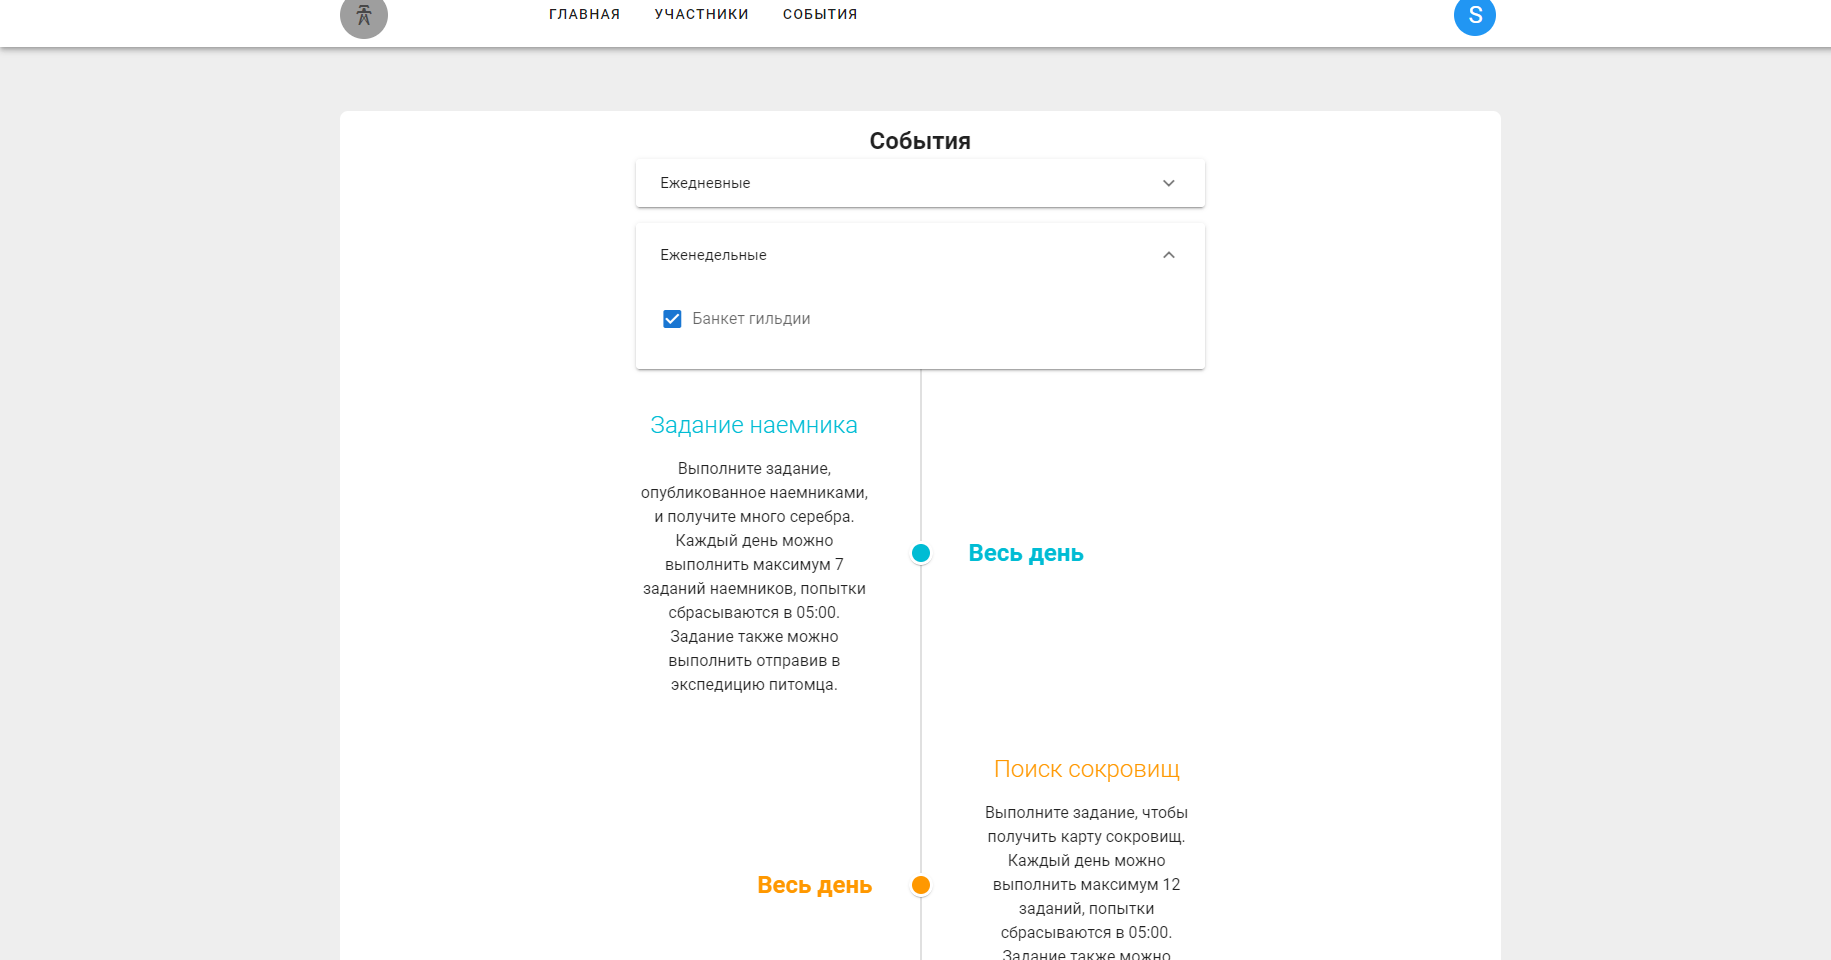 ГЛАВНАЯ УЧАСТНИКИ СОБЫТИЯ S
События
Ежедневные
Еженедельные
Банкет гильдии
Задание наемника
Выполните задание,
опубликованное наемниками,
и получите много серебра.
Каждый день можно
выполнить максимум 7
заданий наемников, попытки
сбрасываются в 05:00.
Задание также можно
выполнить отправив в
экспедицию питомца.
Весь день
Поиск сокровищ
Выполните задание, чтобы
получить карту сокровищ.
Каждый день можно
выполнить максимум 12
заданий, попытки
сбрасываются в 05:00.
Задание также можно
Весь день